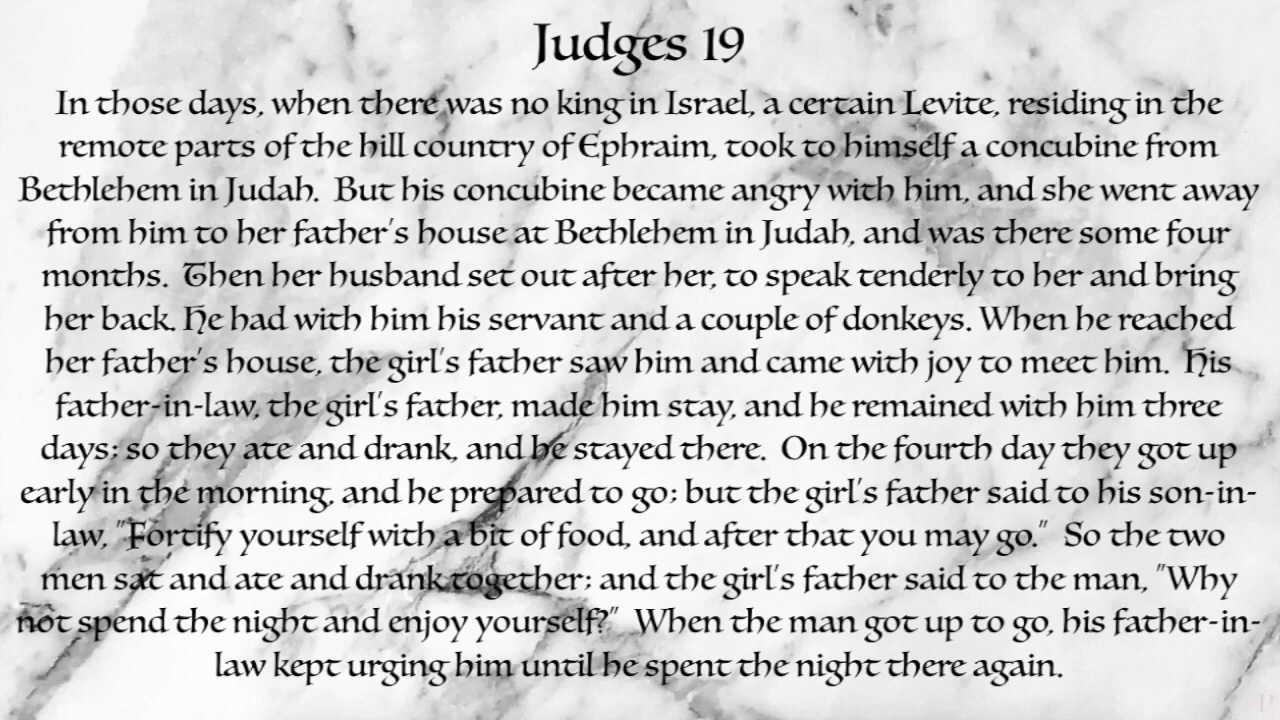 Judges 19
In those days, when there was no king in Israel, a certain Levite, residing in the
remote parts of the hill country of Ephraim, took to himself a concubine from
Bethlehem in Judah.  But his concubine became angry with him, and she went away
from him to her father's house at Bethlehem in Judah, and was there some four
months.  Then her husband set out after her, to speak tenderly to her and bring
her back. He had with him his servant and a couple of donkeys. When he reached
her father's house, the girl's father saw him and came with joy to meet him.  His
father-in-law, the girl's father, made him stay, and he remained with him three
days; so they ate and drank, and he stayed there.  On the fourth day they got up
early in the morning, and he prepared to go; but the girl's father said to his son-in-
law, "Fortify yourself with a bit of food, and after that you may go."  So the two
men sat and ate and drank together; and the girl's father said to the man, "Why
not spend the night and enjoy yourself?"  When the man got up to go, his father-in-
law kept urging him until he spent the night there again.